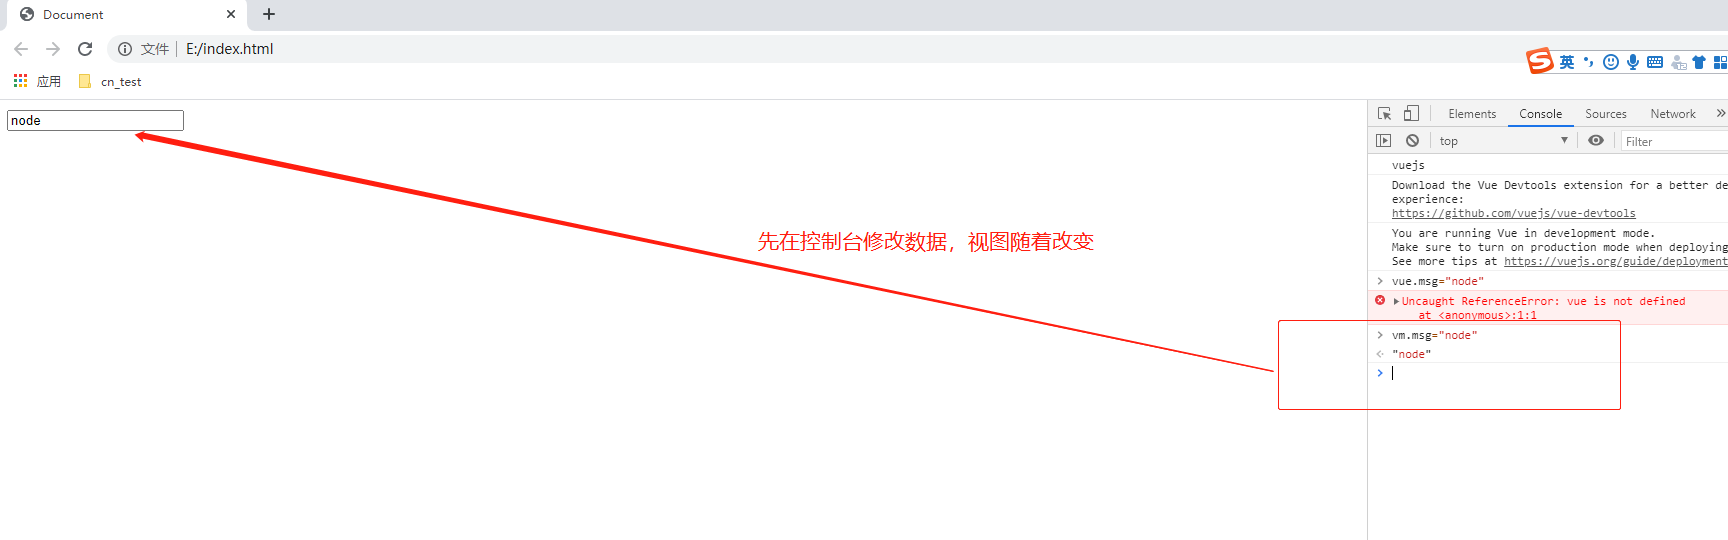 Document
文件 E:/index.html
英
应用 cn_test
node
Elements Console Sources Network
top Filter
vuejs
Download the Vue Devtools extension for a better de
experience:
https://github.com/vuejs/vue-devtools
You are running Vue in development mode.
Make sure to turn on production mode when deploying
See more tips at https://vuejs.org/guide/deployment
vue.msg="node"
Uncaught ReferenceError: vue is not defined
at <anonymous>:1:1
vm.msg="node"
"node"
先在控制台修改数据，视图随着改变